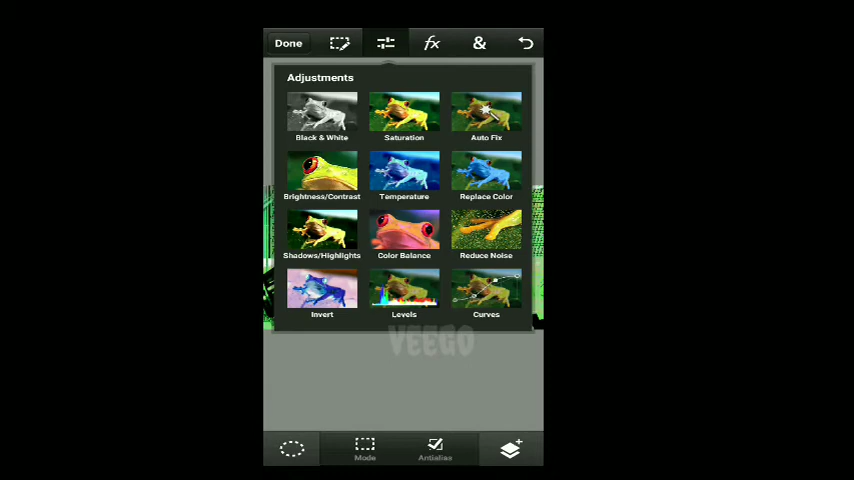 Done fx &
Adjustments
Black & White Saturation Auto Fix
Brightness/Contrast Temperature Replace Color
Shadows/Highlights Color Balance Reduce Noise
Invert Levels Curves
VEEGO
Mode Antialias